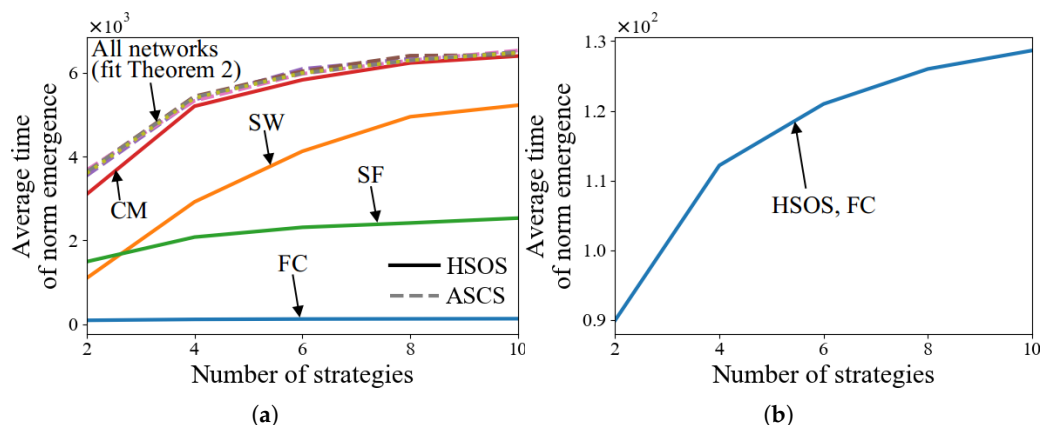 ×10³
Average time
of norm emergence
6
4
2
0
All networks
(fit Theorem 2)
SW
SF
CM
FC
HSOS
ASCS
2 4 6 8 10
Number of strategies
(a)
×10²
Average time
of norm emergence
1.3
1.2
1.1
1.0
0.9
HSOS, FC
2 4 6 8 10
Number of strategies
(b)